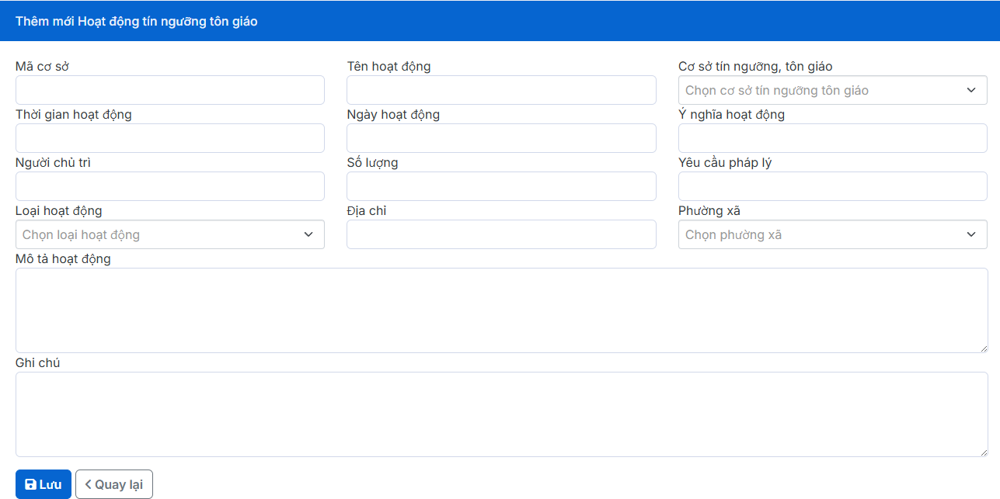 Thêm mới Hoạt động tín ngưỡng tôn giáo
Mã cơ sở
Tên hoạt động
Cơ sở tín ngưỡng, tôn giáo
Chọn cơ sở tín ngưỡng tôn giáo
Thời gian hoạt động
Ngày hoạt động
Ý nghĩa hoạt động
Người chủ trì
Số lượng
Yêu cầu pháp lý
Loại hoạt động
Địa chỉ
Phường xã
Chọn loại hoạt động
Chọn phường xã
Mô tả hoạt động
Ghi chú
Lưu
Quay lại